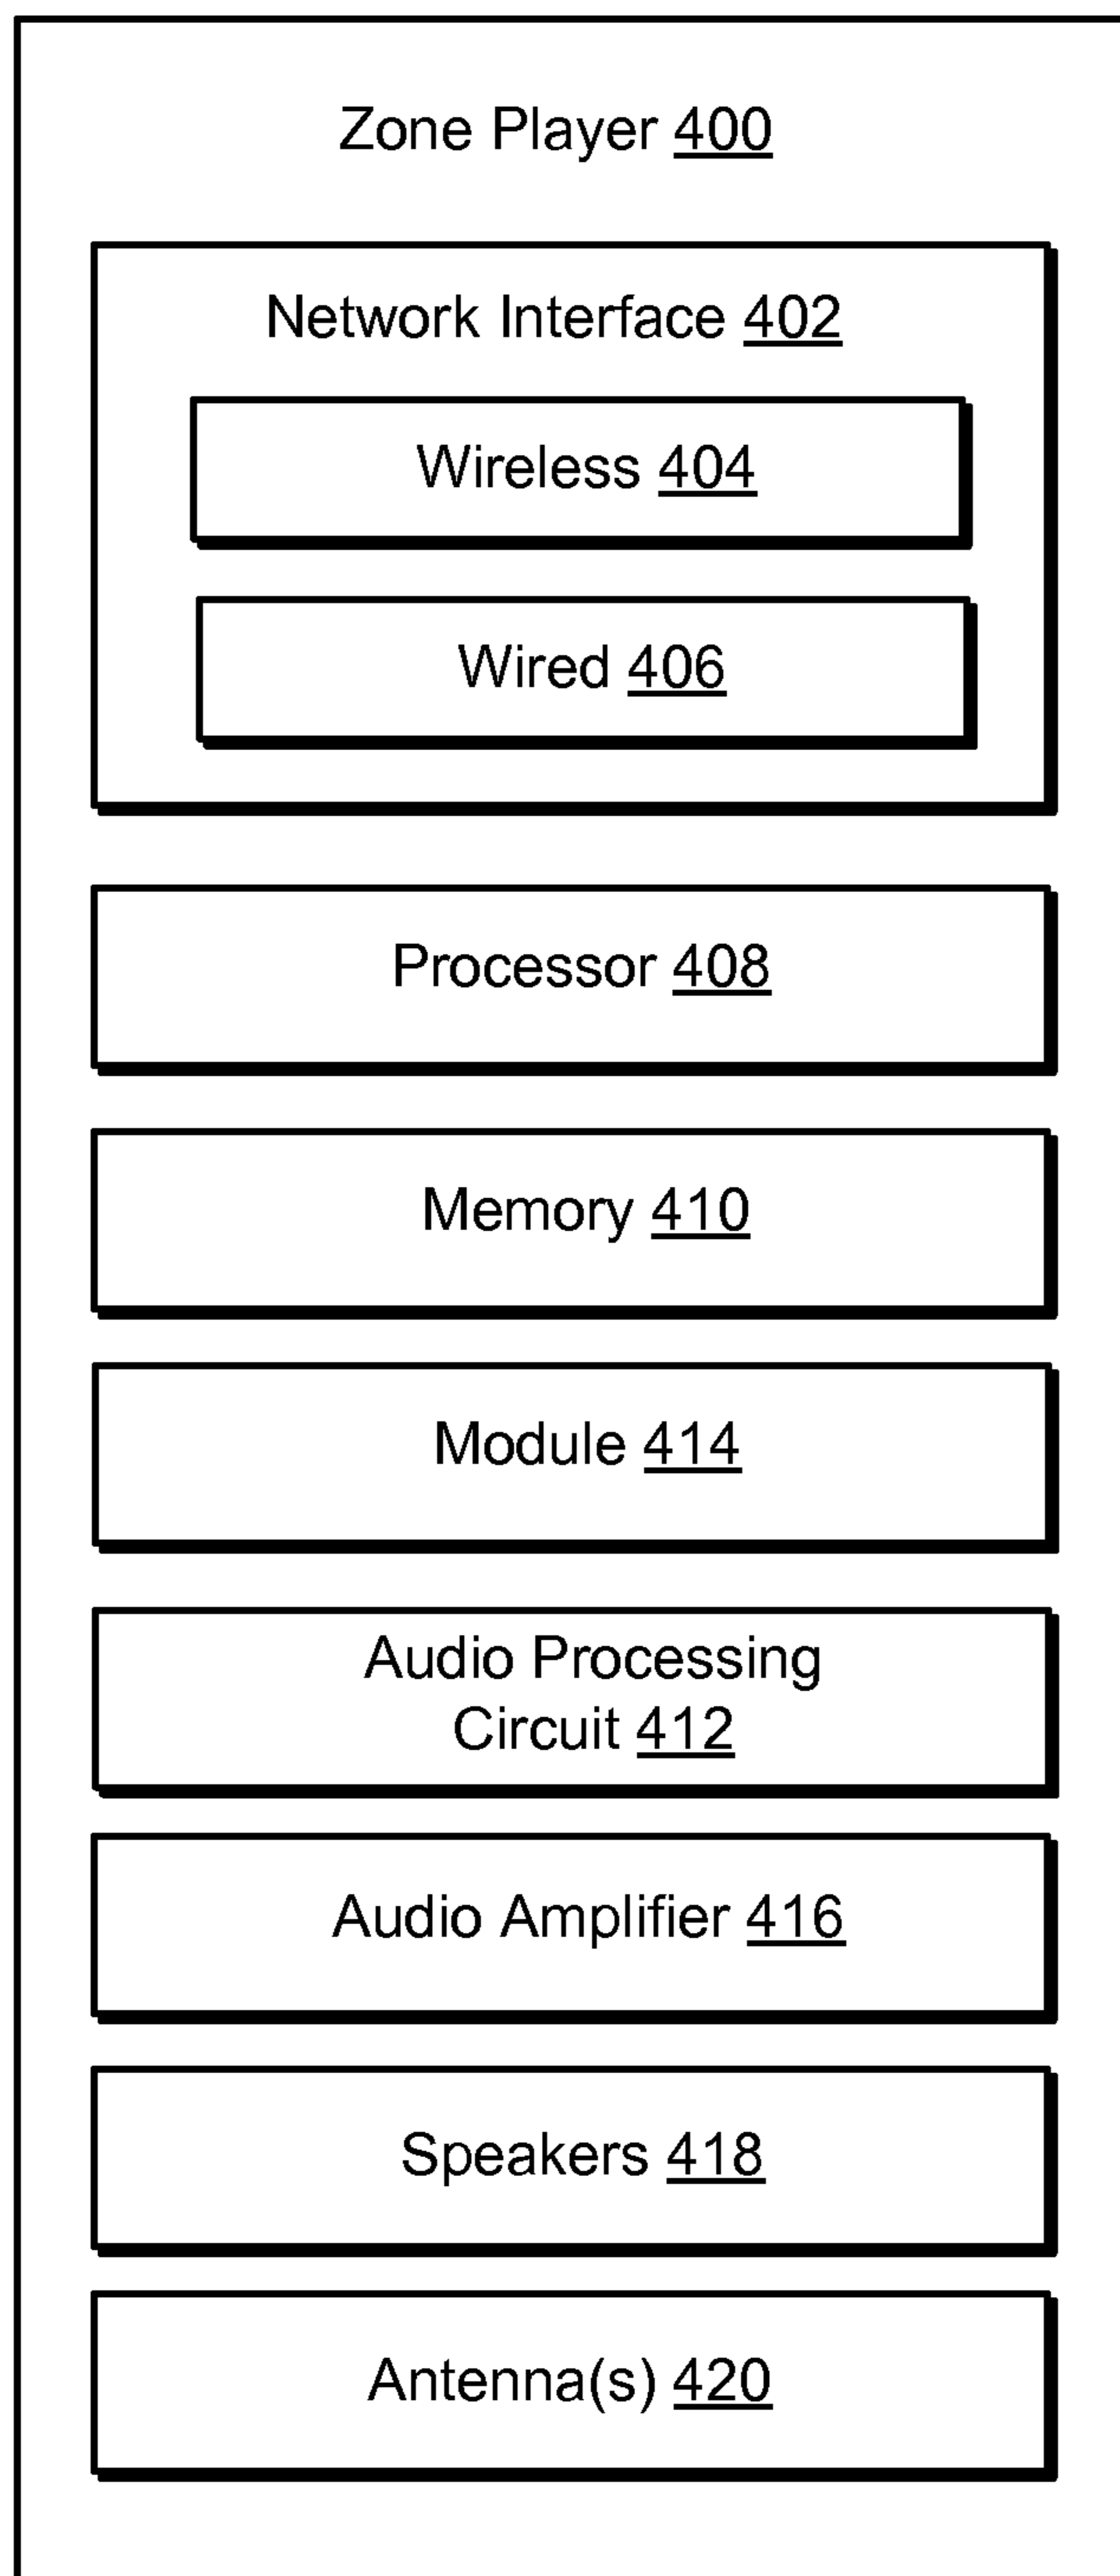 Zone Player 400
Network Interface 402
Wireless 404
Wired 406
Processor 408
Memory 410
Module 414
Audio Processing
Circuit 412
Audio Amplifier 416
Speakers 418
Antenna(s) 420